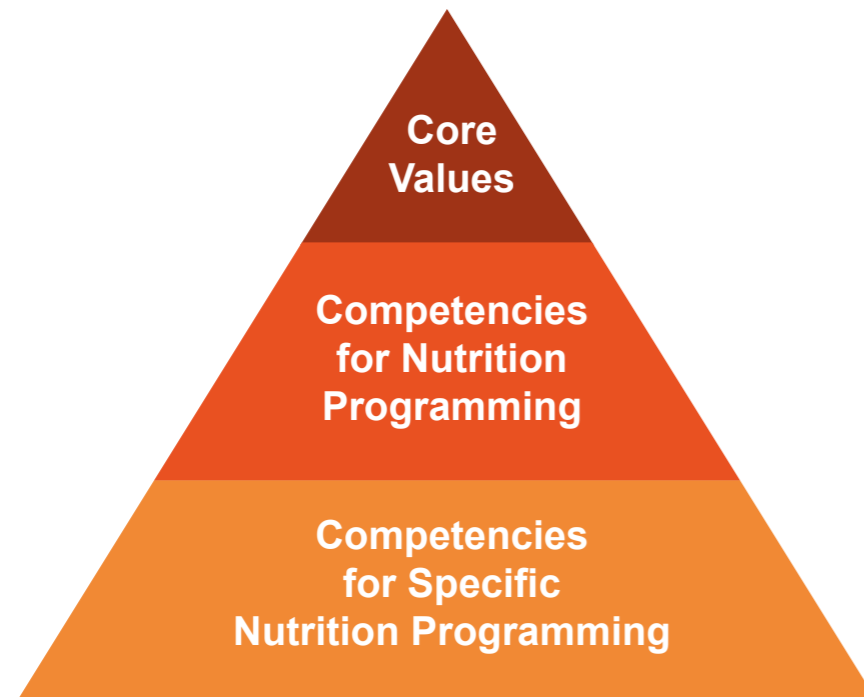 Core
Values
Competencies
for Nutrition
Programming
Competencies
for Specific
Nutrition Programming